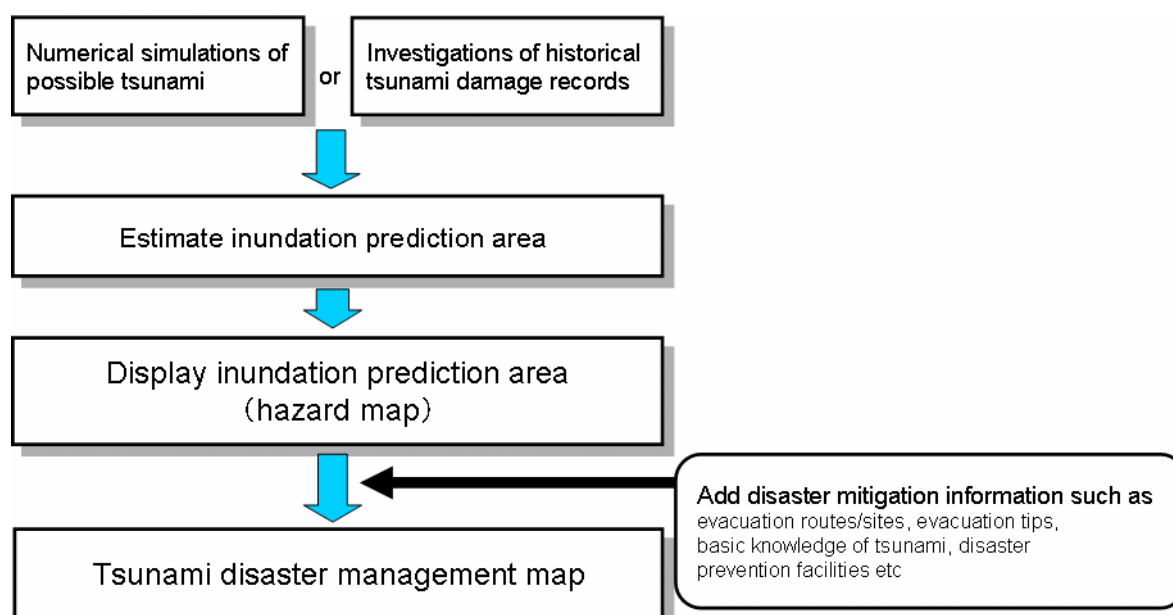 Numerical simulations of
possible tsunami
or
Investigations of historical
tsunami damage records
Estimate inundation prediction area
Display inundation prediction area
（hazard map）
Add disaster mitigation information such as
evacuation routes/sites, evacuation tips,
basic knowledge of tsunami, disaster
prevention facilities etc
Tsunami disaster management map